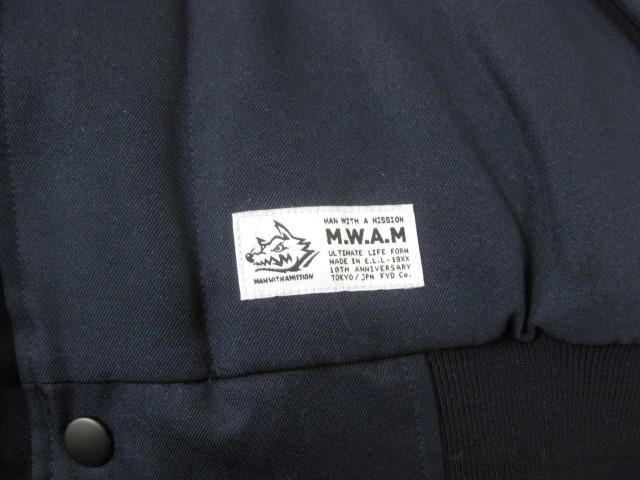 MAN WITH A MISSION
M.W.A.M
ULTIMATE LIFE FORM
MADE IN E.L.L-19XX
10TH ANNIVERSARY
TOKYO/JPN FYD Co.
MANWITHAMISSION